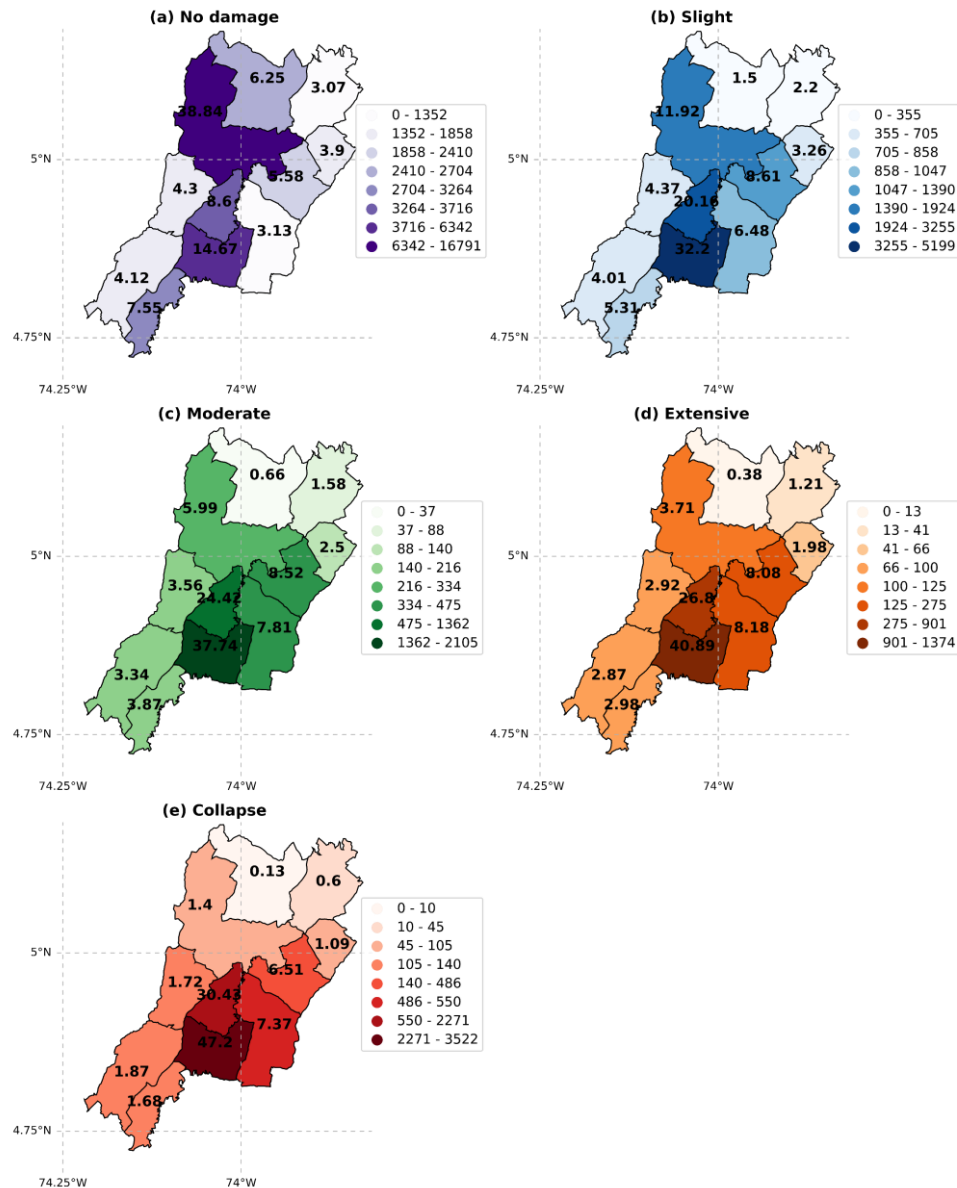 (a) No damage
6.25
3.07
38.84
3.9
5.58
4.3
8.6
3.13
14.67
4.12
7.55
0 - 1352
1352 - 1858
1858 - 2410
2410 - 2704
2704 - 3264
3264 - 3716
3716 - 6342
6342 - 16791
5°N
4.75°N
74.25°W
74°W
(b) Slight
1.5
2.2
11.92
3.26
8.61
4.37
20.16
6.48
32.2
4.01
5.31
0 - 355
355 - 705
705 - 858
858 - 1047
1047 - 1390
1390 - 1924
1924 - 3255
3255 - 5199
5°N
4.75°N
74.25°W
74°W
(c) Moderate
0.66
1.58
5.99
2.5
8.52
3.56
24.42
7.81
37.74
3.34
3.87
0 - 37
37 - 88
88 - 140
140 - 216
216 - 334
334 - 475
475 - 1362
1362 - 2105
5°N
4.75°N
74.25°W
74°W
(d) Extensive
0.38
1.21
3.71
1.98
8.08
2.92
26.8
8.18
40.89
2.87
2.98
0 - 13
13 - 41
41 - 66
66 - 100
100 - 125
125 - 275
275 - 901
901 - 1374
5°N
4.75°N
74.25°W
74°W
(e) Collapse
0.13
0.6
1.4
1.09
6.51
1.72
30.43
7.37
47.2
1.87
1.68
0 - 10
10 - 45
45 - 105
105 - 140
140 - 486
486 - 550
550 - 2271
2271 - 3522
5°N
4.75°N
74.25°W
74°W